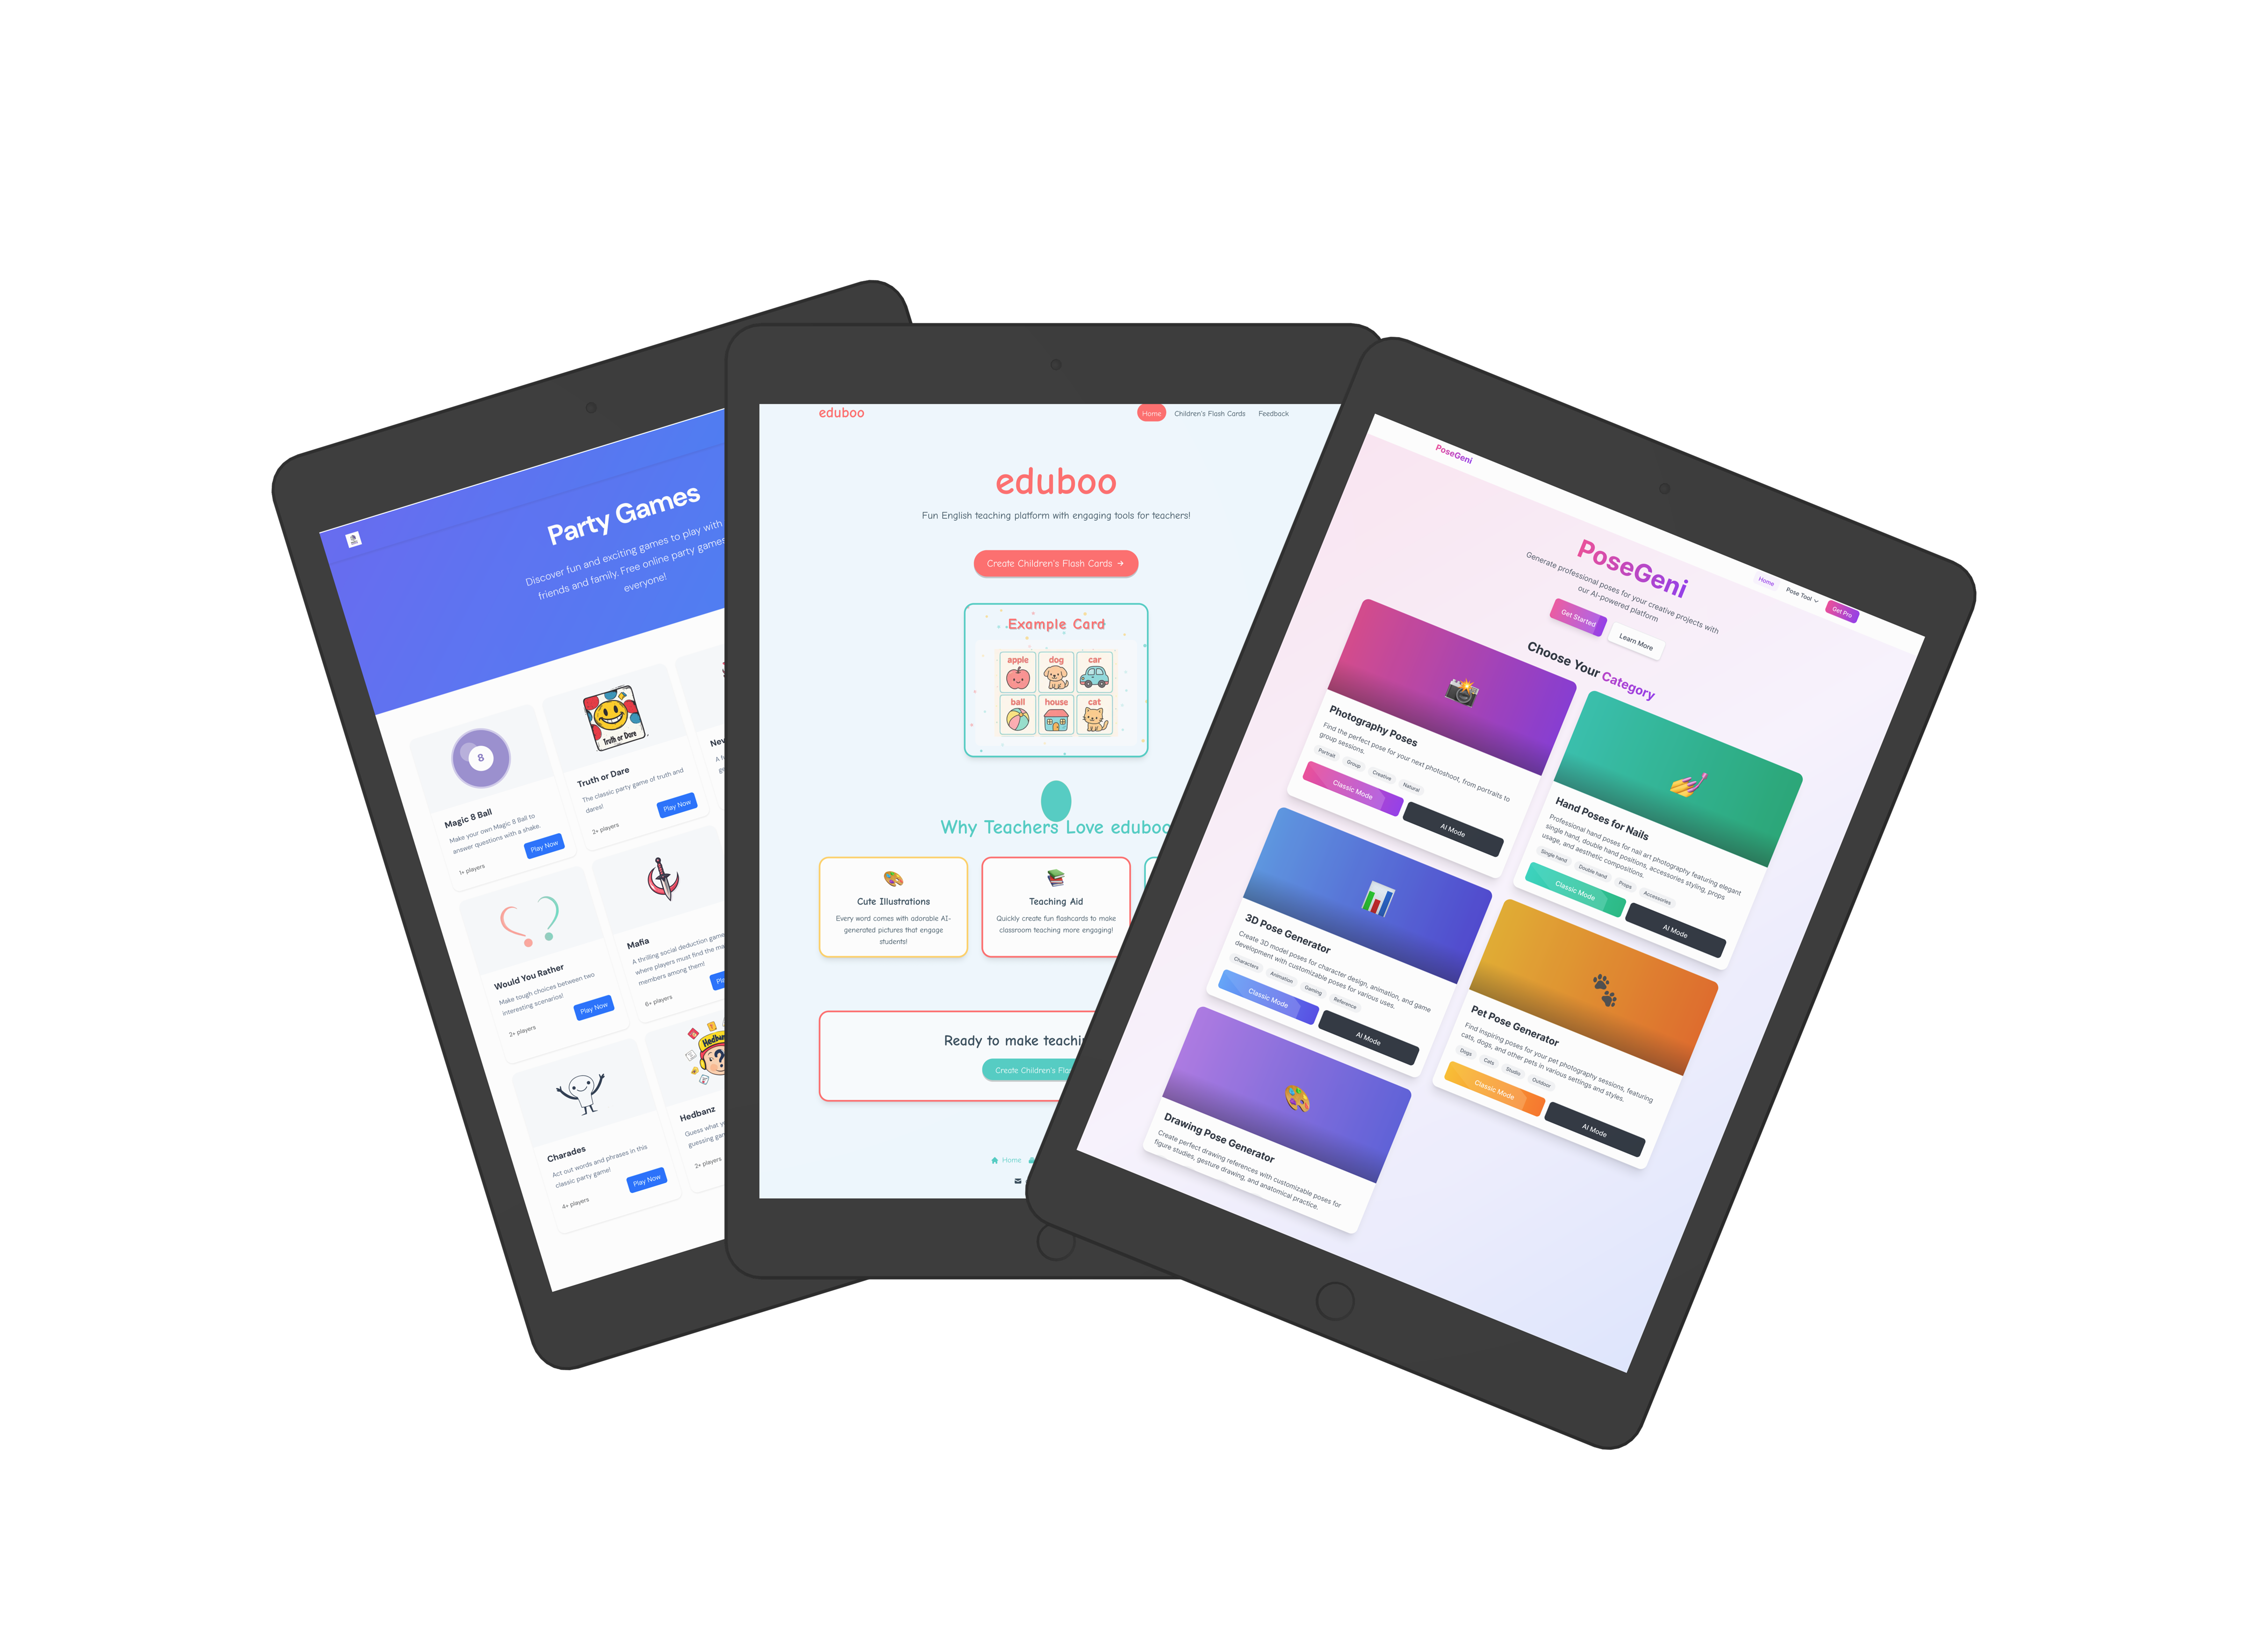 Party Games
Discover fun and exciting games to play with
friends and family. Free online party games
everyone!
8
Magic 8 Ball
Make your own Magic 8 Ball to
answer questions with a shake.
1+ players
Play Now
Truth or Dare
Truth or Dare
The classic party game of truth and
dares!
2+ players
Play Now
Would You Rather
Make tough choices between two
interesting scenarios!
2+ players
Play Now
Mafia
A thrilling social deduction game
where players must find the
members among them!
6+ players
Charades
Act out words and phrases in this
classic party game!
4+ players
Play Now
Hedbanz
Guess what
guessing
2+ players
eduboo
Home
Children's Flash Cards
Feedback
eduboo
Fun English teaching platform with engaging tools for teachers!
Create Children's Flash Cards →
Example Card
apple
dog
car
ball
house
cat
Why Teachers Love eduboo
Cute Illustrations
Every word comes with adorable AI-
generated pictures that engage
students!
Teaching Aid
Quickly create fun flashcards to make
classroom teaching more engaging!
Ready to make
Create Children's
Home
PoseGeni
Home
Pose Tool
Get Pro
PoseGeni
Generate professional poses for your creative projects with
our AI-powered platform
Get Started
Learn More
Choose Your Category
Photography Poses
Find the perfect pose for your next photoshoot, from portraits to
group sessions.
Portrait
Group
Creative
Natural
Classic Mode
AI Mode
Hand Poses for Nails
Professional hand poses for nail art photography featuring elegant
single hand, double hand positions, accessories styling, props
usage, and aesthetic compositions.
Single hand
Double hand
Props
Accessories
Classic Mode
AI Mode
3D Pose Generator
Create 3D model poses for character design, animation, and game
development with customizable poses for various uses.
Characters
Animation
Gaming
Reference
Classic Mode
AI Mode
Pet Pose Generator
Find inspiring poses for your pet photography sessions, featuring
cats, dogs, and other pets in various settings and styles.
Dogs
Cats
Studio
Outdoor
Classic Mode
AI Mode
Drawing Pose Generator
Create perfect drawing references with customizable poses for
figure studies, gesture drawing, and anatomical practice.